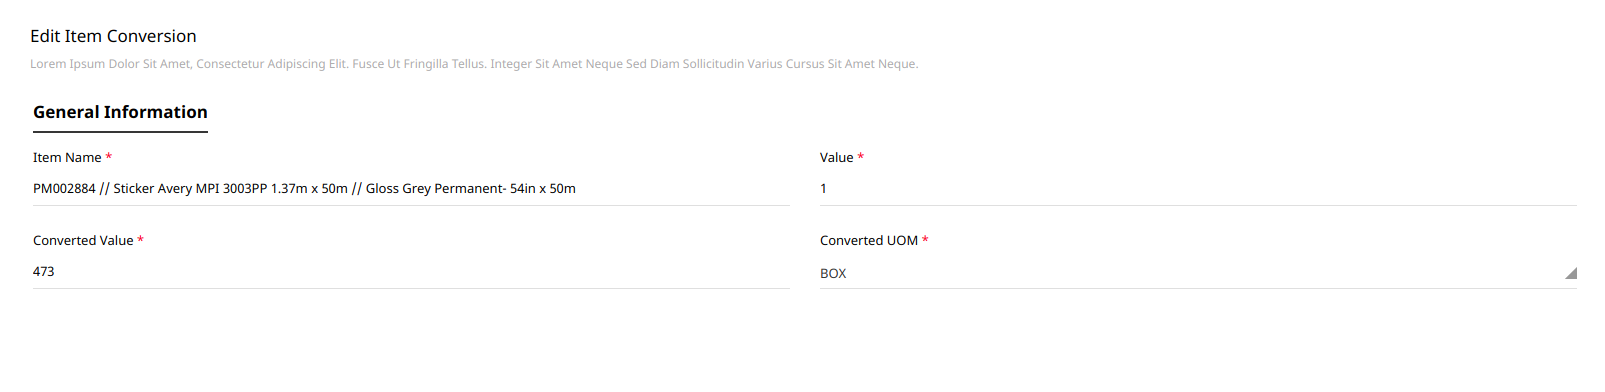 Edit Item Conversion
Lorem Ipsum Dolor Sit Amet, Consectetur Adipiscing Elit. Fusce Ut Fringilla Tellus. Integer Sit Amet Neque Sed Diam Sollicitudin Varius Cursus Sit Amet Neque.
General Information
Item Name *
Value *
PM002884 // Sticker Avery MPI 3003PP 1.37m x 50m // Gloss Grey Permanent- 54in x 50m
1
Converted Value *
Converted UOM *
473
BOX